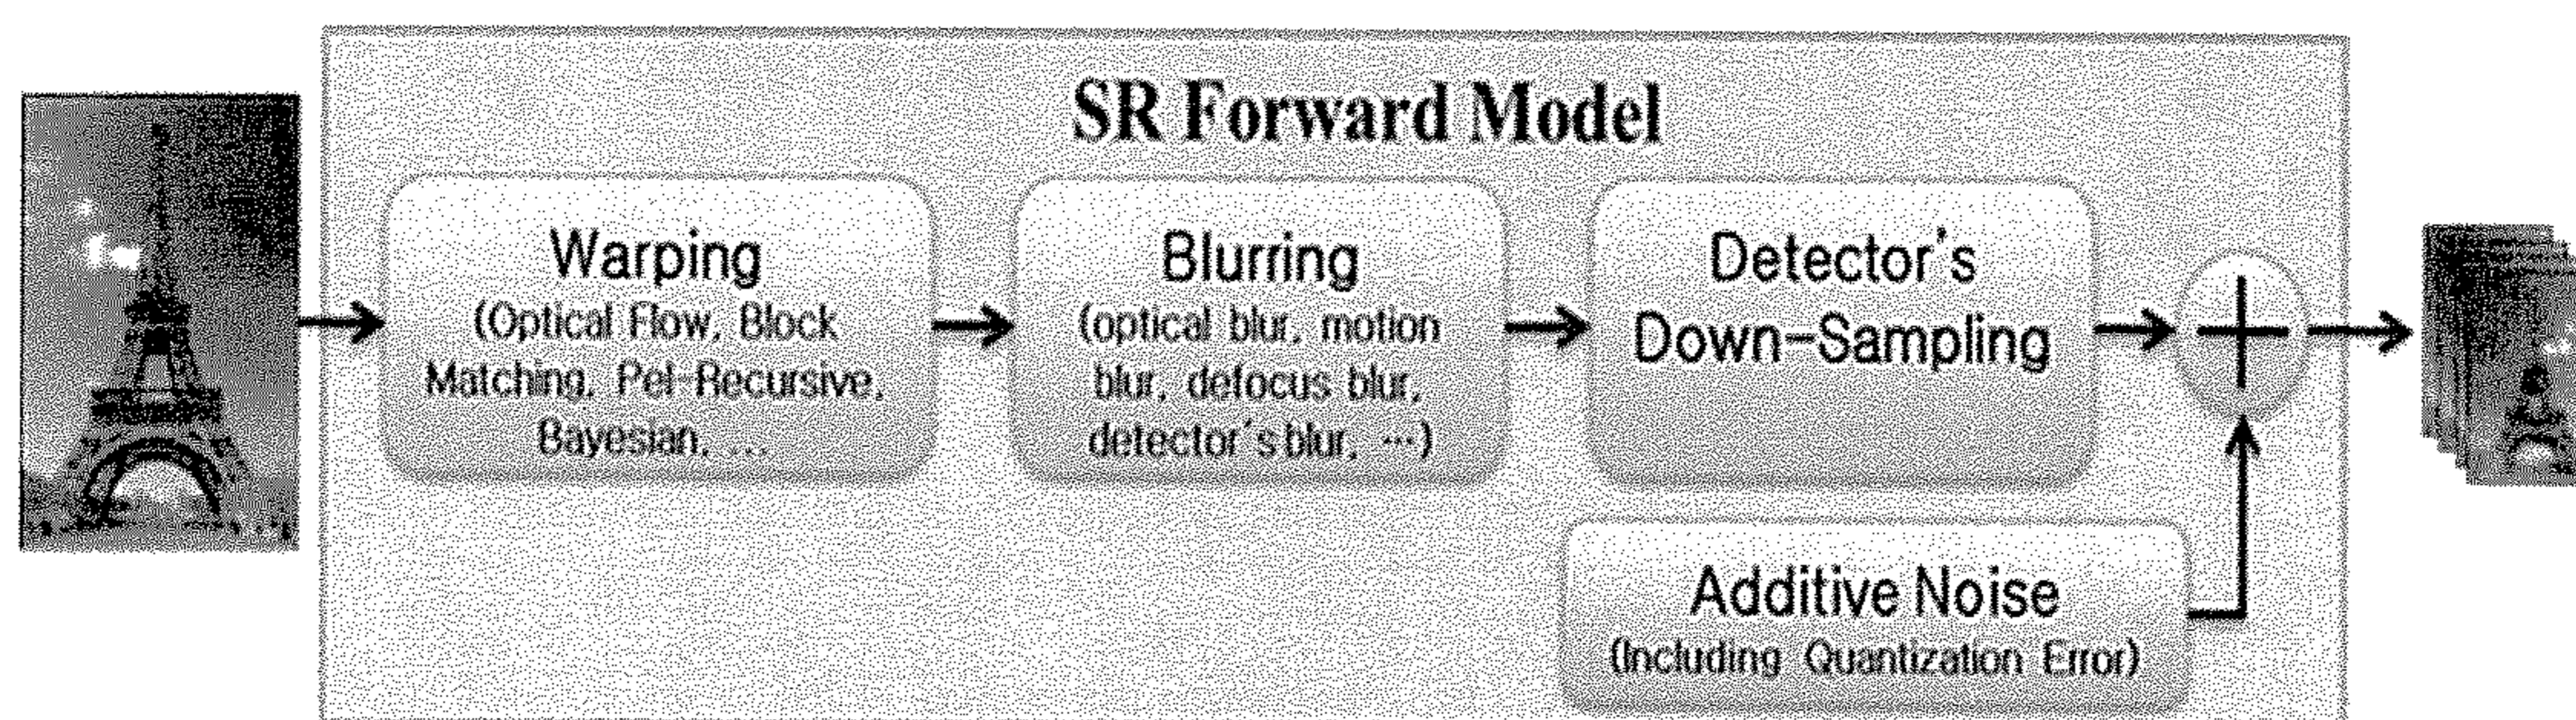 SR Forward Model
Warping
(Optical Flow, Block
Matching, Pel-Recursive,
Bayesian, ...
Blurring
(optical blur, motion
blur, defocus blur,
detector's blur, ...)
Detector's
Down-Sampling
+
Additive Noise
(Including Quantization Error)